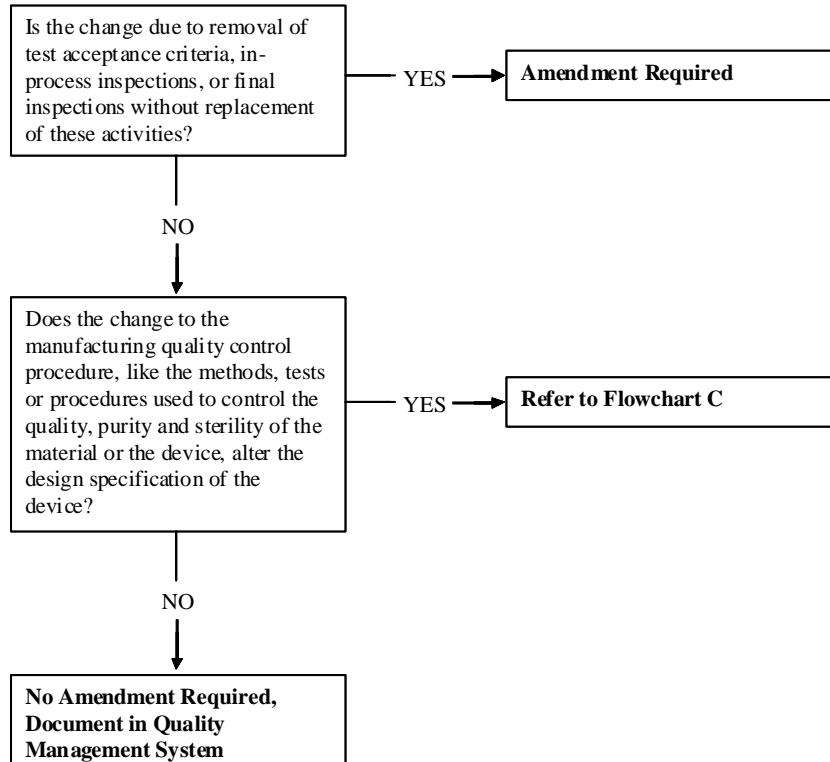 Is the change due to removal of
test acceptance criteria, in-
process inspections, or final
inspections without replacement
of these activities?
YES
Amendment Required
NO
Does the change to the
manufacturing quality control
procedure, like the methods, tests
or procedures used to control the
quality, purity and sterility of the
material or the device, alter the
design specification of the
device?
YES
Refer to Flowchart C
NO
No Amendment Required,
Document in Quality
Management System